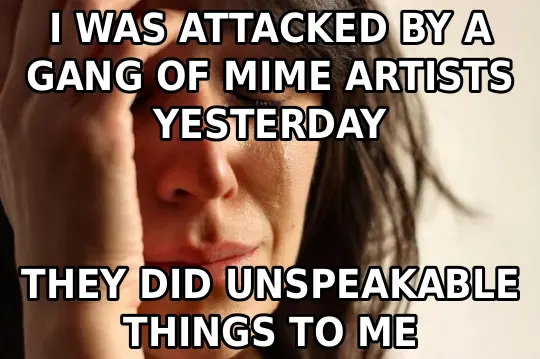 I WAS ATTACKED BY A
GANG OF MIME ARTISTS
YESTERDAY
THEY DID UNSPEAKABLE
THINGS TO ME